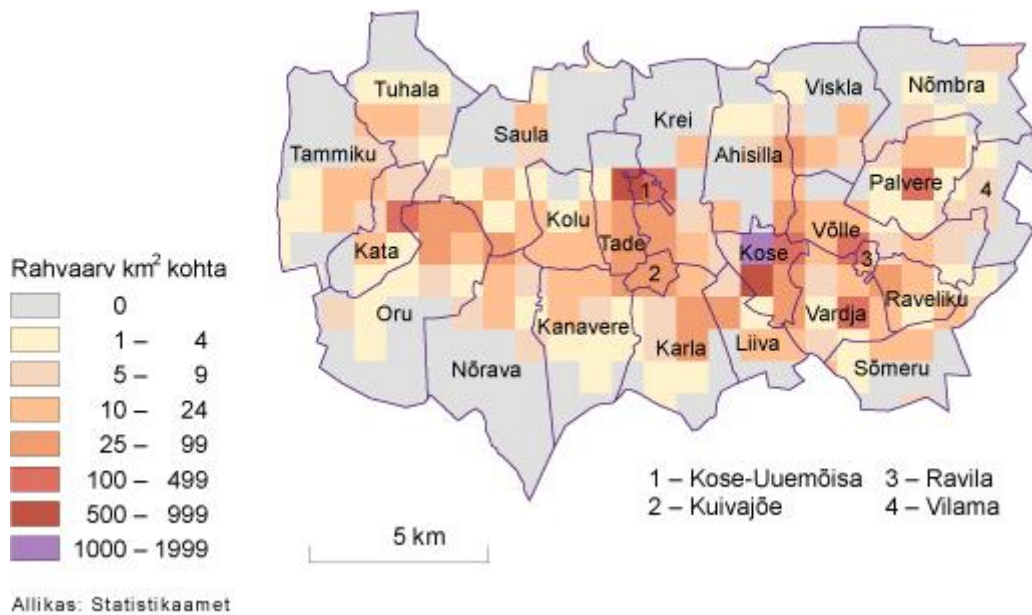 Tuhala
Viskla
Nõmbra
Saula
Krei
Tammiku
Ahisilla
Palvere
4
1
Kolu
Võlle
Tade
Kose
Kata
3
2
Rahvaarv km² kohta
0
1 – 4
5 – 9
10 – 24
25 – 99
100 – 499
500 – 999
1000 – 1999
Oru
Kanavere
Vardja
Raveliku
Karla
Liiva
Nõrava
Sõmeru
1 – Kose-Uuemõisa 3 – Ravila
2 – Kuivajõe 4 – Vilama
5 km
Allikas: Statistikaamet